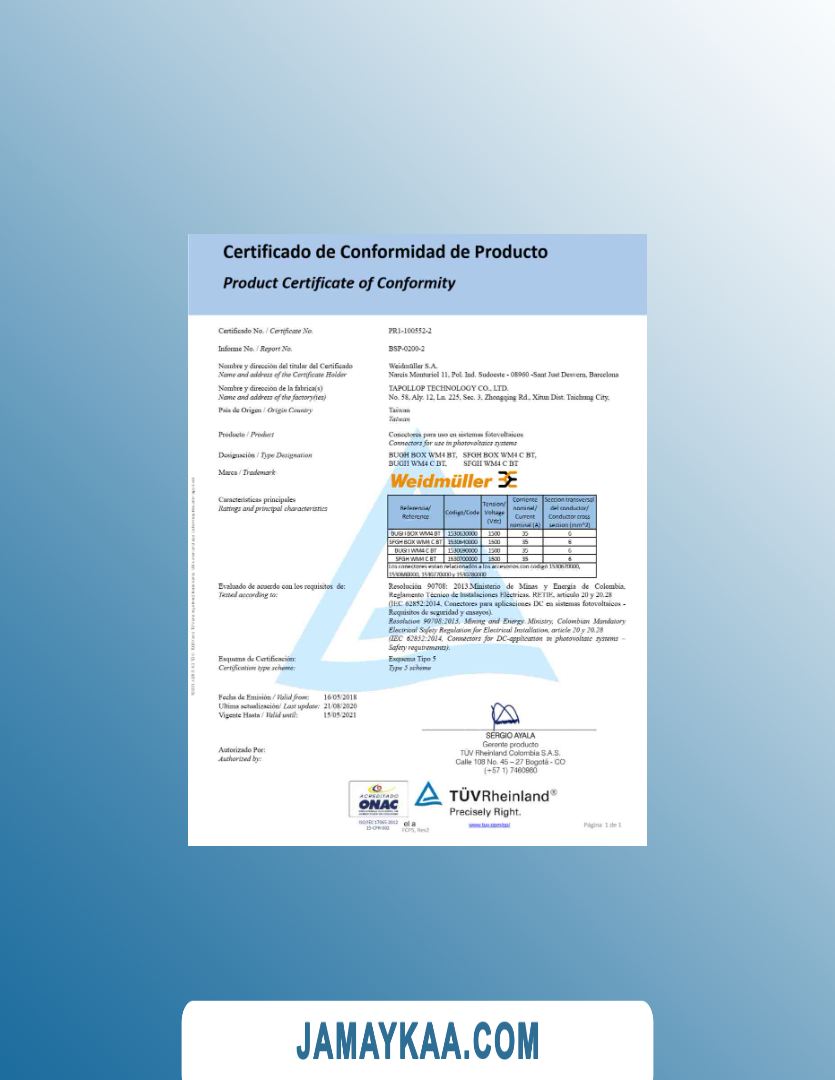 Certificado de Conformidad de Producto
Product Certificate of Conformity
Certificado No. / Certificate No. PR1-100552-2
Informe No. / Report No. BSP-0200-2
Nombre y dirección del titular del Certificado Weidmüller S.A.
Name and address of the Certificate Holder Narcis Monturiol 11, Pol. Ind. Sudoeste - 08960 -Sant Just Desvern, Barcelona
Nombre y dirección de la fabrica(s) TAPOLLOP TECHNOLOGY CO., LTD.
Name and address of the factory(ies) No. 58, Aly. 12, Ln. 225, Sec. 3, Zhongqing Rd., Xitun Dist. Taichung City,
País de Origen / Origin Country Taiwan
Taiwan
Producto / Product Conectores para uso en sistemas fotovoltaicos
Connectors for use in photovoltaics systems
Designación / Type Designation BUGH BOX WM4 BT, SFGH BOX WM4 C BT,
BUGH WM4 C BT, SFGH WM4 C BT
Marca / Trademark Weidmüller
Características principales
Ratings and principal characteristics
Referencia/ Reference Codigo/Code Tension/ Voltage (Vdc) Corriente nominal/ Current nominal (A) Seccion transversal del conductor/ Conductor cross section (mm^2)
BUGH BOX WM4 BT 1530630000 1500 35 6
SFGH BOX WM4 C BT 1530640000 1500 35 6
BUGH WM4 C BT 1530690000 1500 35 6
SFGH WM4 C BT 1530700000 1500 35 6
Los conectores estan relacionados a los accesorios con codigo 1530670000,
1530680000, 1530770000 y 1530780000
Evaluado de acuerdo con los requisitos de: Resolución 90708: 2013.Ministerio de Minas y Energía de Colombia.
Tested according to: Reglamento Técnico de Instalaciones Eléctricas. RETIE, artículo 20 y 20.28
(IEC 62852:2014, Conectores para aplicaciones DC en sistemas fotovoltaicos -
Requisitos de seguridad y ensayos).
Resolution 90708:2013. Mining and Energy Ministry, Colombian Mandatory
Electrical Safety Regulation for Electrical Installation, article 20 y 20.28
(IEC 62852:2014, Connectors for DC-application in photovoltaic systems –
Safety requirements).
Esquema de Certificación: Esquema Tipo 5
Certification type scheme: Type 5 scheme
Fecha de Emisión / Valid from: 16/05/2018
Ultima actualización/ Last update: 21/08/2020
Vigente Hasta / Valid until: 15/05/2021
SERGIO AYALA
Gerente producto
TÜV Rheinland Colombia S.A.S.
Calle 108 No. 45 – 27 Bogotá - CO
(+57 1) 7460980
Autorizado Por:
Authorized by:
ACREDITADO
ONAC
ISO/IEC 17065:2012
15-CPR-002
TÜVRheinland®
Precisely Right.
el a
FCPS, Rev2
www.tuv.com/co/
Página 1 de 1
JAMAYKAA.COM